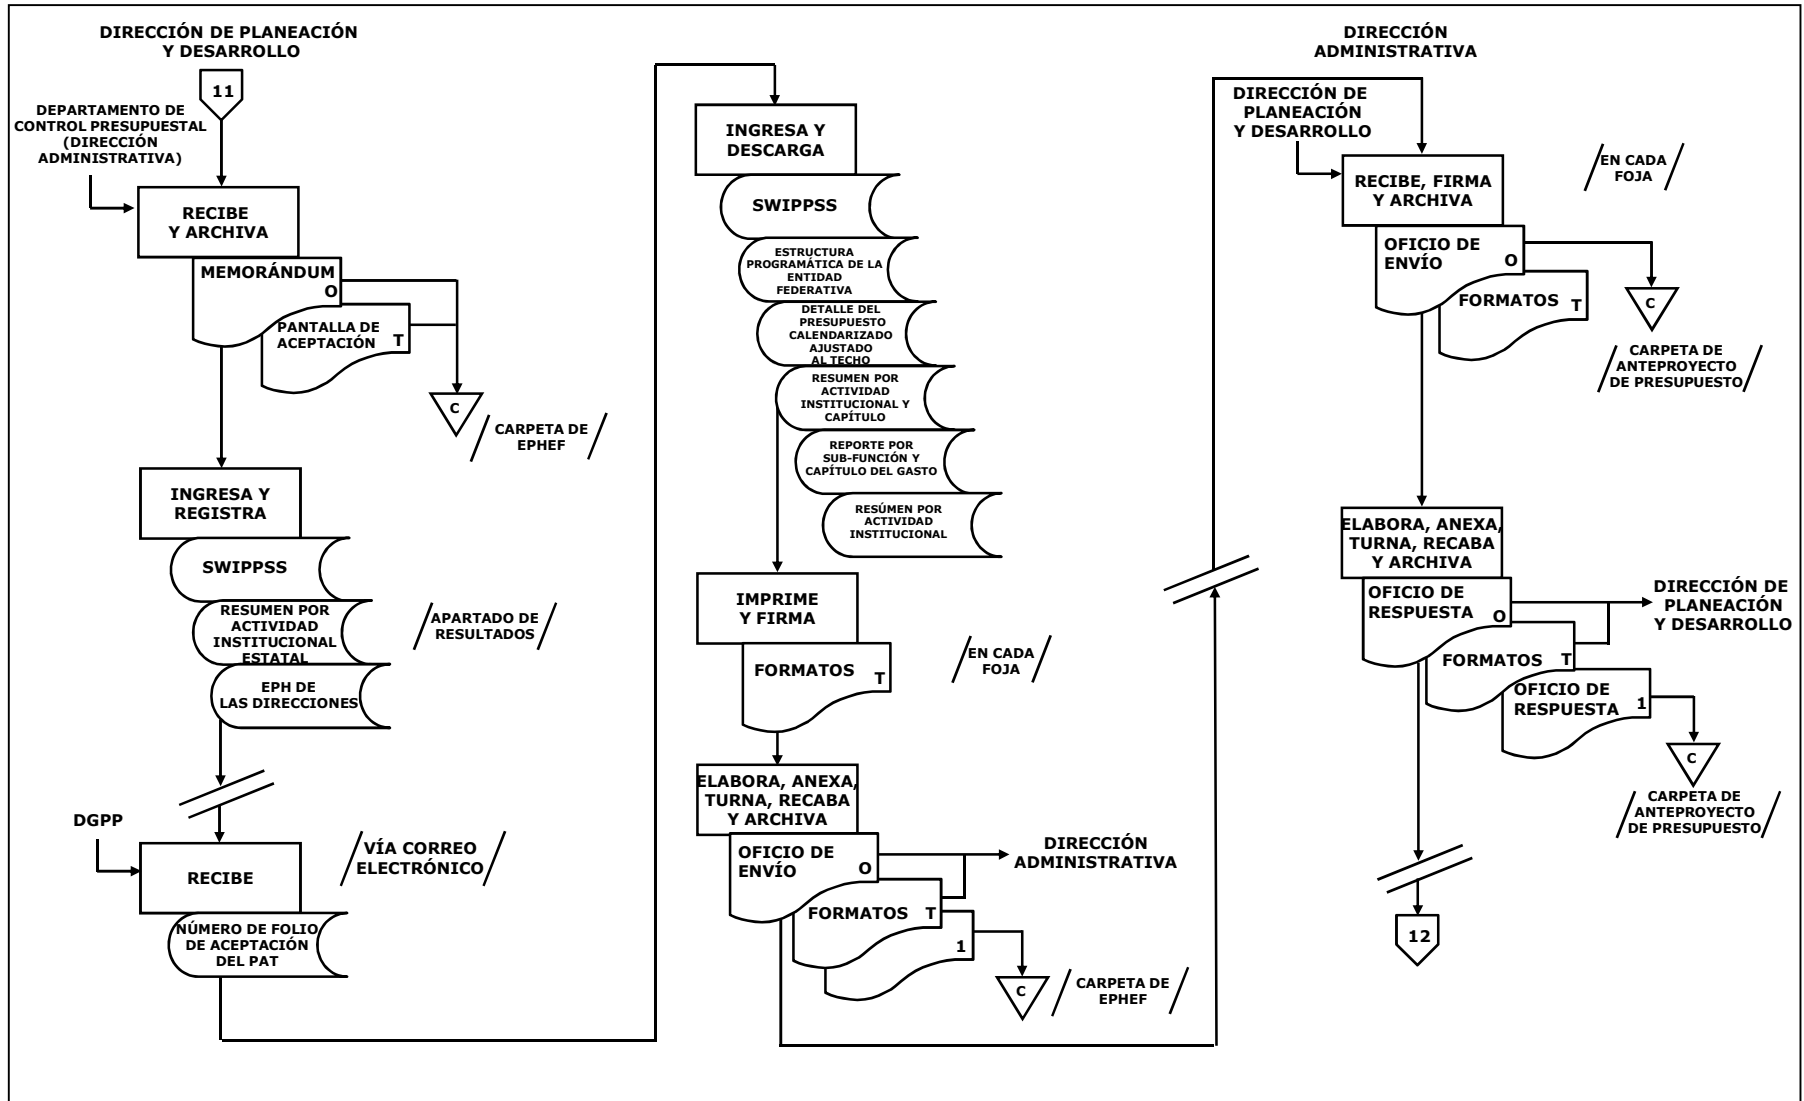 DIRECCIÓN DE PLANEACIÓN
Y DESARROLLO
11
DEPARTAMENTO DE
CONTROL PRESUPUESTAL
(DIRECCIÓN
ADMINISTRATIVA)
RECIBE
Y ARCHIVA
MEMORÁNDUM
O
PANTALLA DE
ACEPTACIÓN
T
C
CARPETA DE
EPHEF
INGRESA Y
REGISTRA
SWIPPSS
RESUMEN POR
ACTIVIDAD
INSTITUCIONAL
ESTATAL
APARTADO DE
RESULTADOS
EPH DE
LAS DIRECCIONES
DGPP
RECIBE
VÍA CORREO
ELECTRÓNICO
NÚMERO DE FOLIO
DE ACEPTACIÓN
DEL PAT
INGRESA Y
DESCARGA
SWIPPSS
ESTRUCTURA
PROGRAMÁTICA DE LA
ENTIDAD
FEDERATIVA
DETALLE DEL
PRESUPUESTO
CALENDARIZADO
AJUSTADO
AL TECHO
RESUMEN POR
ACTIVIDAD
INSTITUCIONAL Y
CAPÍTULO
REPORTE POR
SUB-FUNCIÓN Y
CAPÍTULO DEL GASTO
RESÚMEN POR
ACTIVIDAD
INSTITUCIONAL
IMPRIME
Y FIRMA
FORMATOS
T
EN CADA
FOJA
ELABORA, ANEXA,
TURNA, RECABA
Y ARCHIVA
OFICIO DE
ENVÍO
O
DIRECCIÓN
ADMINISTRATIVA
FORMATOS
T
1
C
CARPETA DE
EPHEF
DIRECCIÓN
ADMINISTRATIVA
DIRECCIÓN DE
PLANEACIÓN
Y DESARROLLO
RECIBE, FIRMA
Y ARCHIVA
EN CADA
FOJA
OFICIO DE
ENVÍO
O
FORMATOS
T
C
CARPETA DE
ANTEPROYECTO
DE PRESUPUESTO
ELABORA, ANEXA,
TURNA, RECABA
Y ARCHIVA
OFICIO DE
RESPUESTA
O
DIRECCIÓN DE
PLANEACIÓN
Y DESARROLLO
FORMATOS
T
OFICIO DE
RESPUESTA
1
C
CARPETA DE
ANTEPROYECTO
DE PRESUPUESTO
12